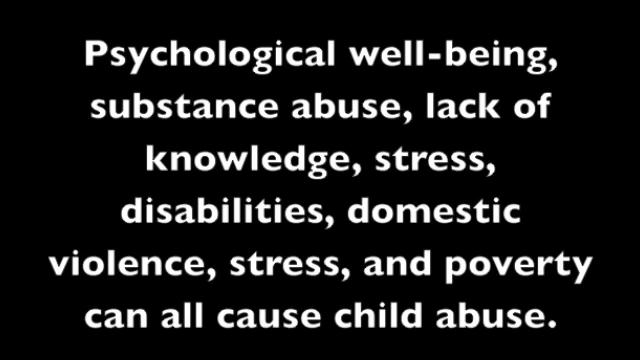 Psychological well-being,
substance abuse, lack of
knowledge, stress,
disabilities, domestic
violence, stress, and poverty
can all cause child abuse.